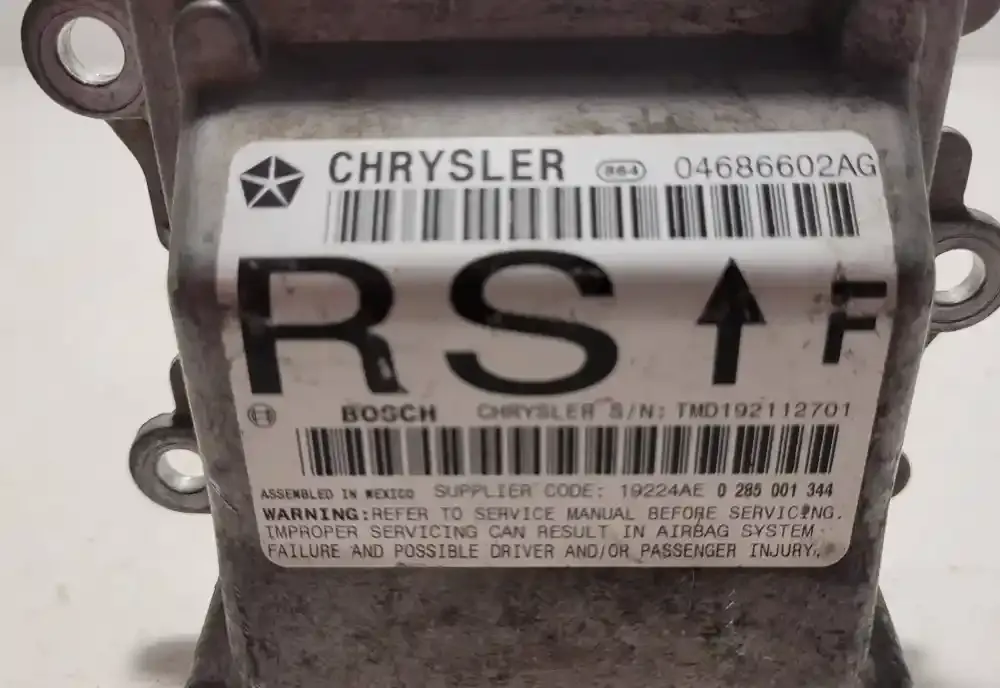 CHRYSLER 864 04686602AG
RS F
BOSCH CHRYSLER S/N: TMD192112701
ASSEMBLED IN MEXICO SUPPLIER CODE: 19224AE 0 285 001 344
WARNING:REFER TO SERVICE MANUAL BEFORE SERVICING.
IMPROPER SERVICING CAN RESULT IN AIRBAG SYSTEM
FAILURE AND POSSIBLE DRIVER AND/OR PASSENGER INJURY.